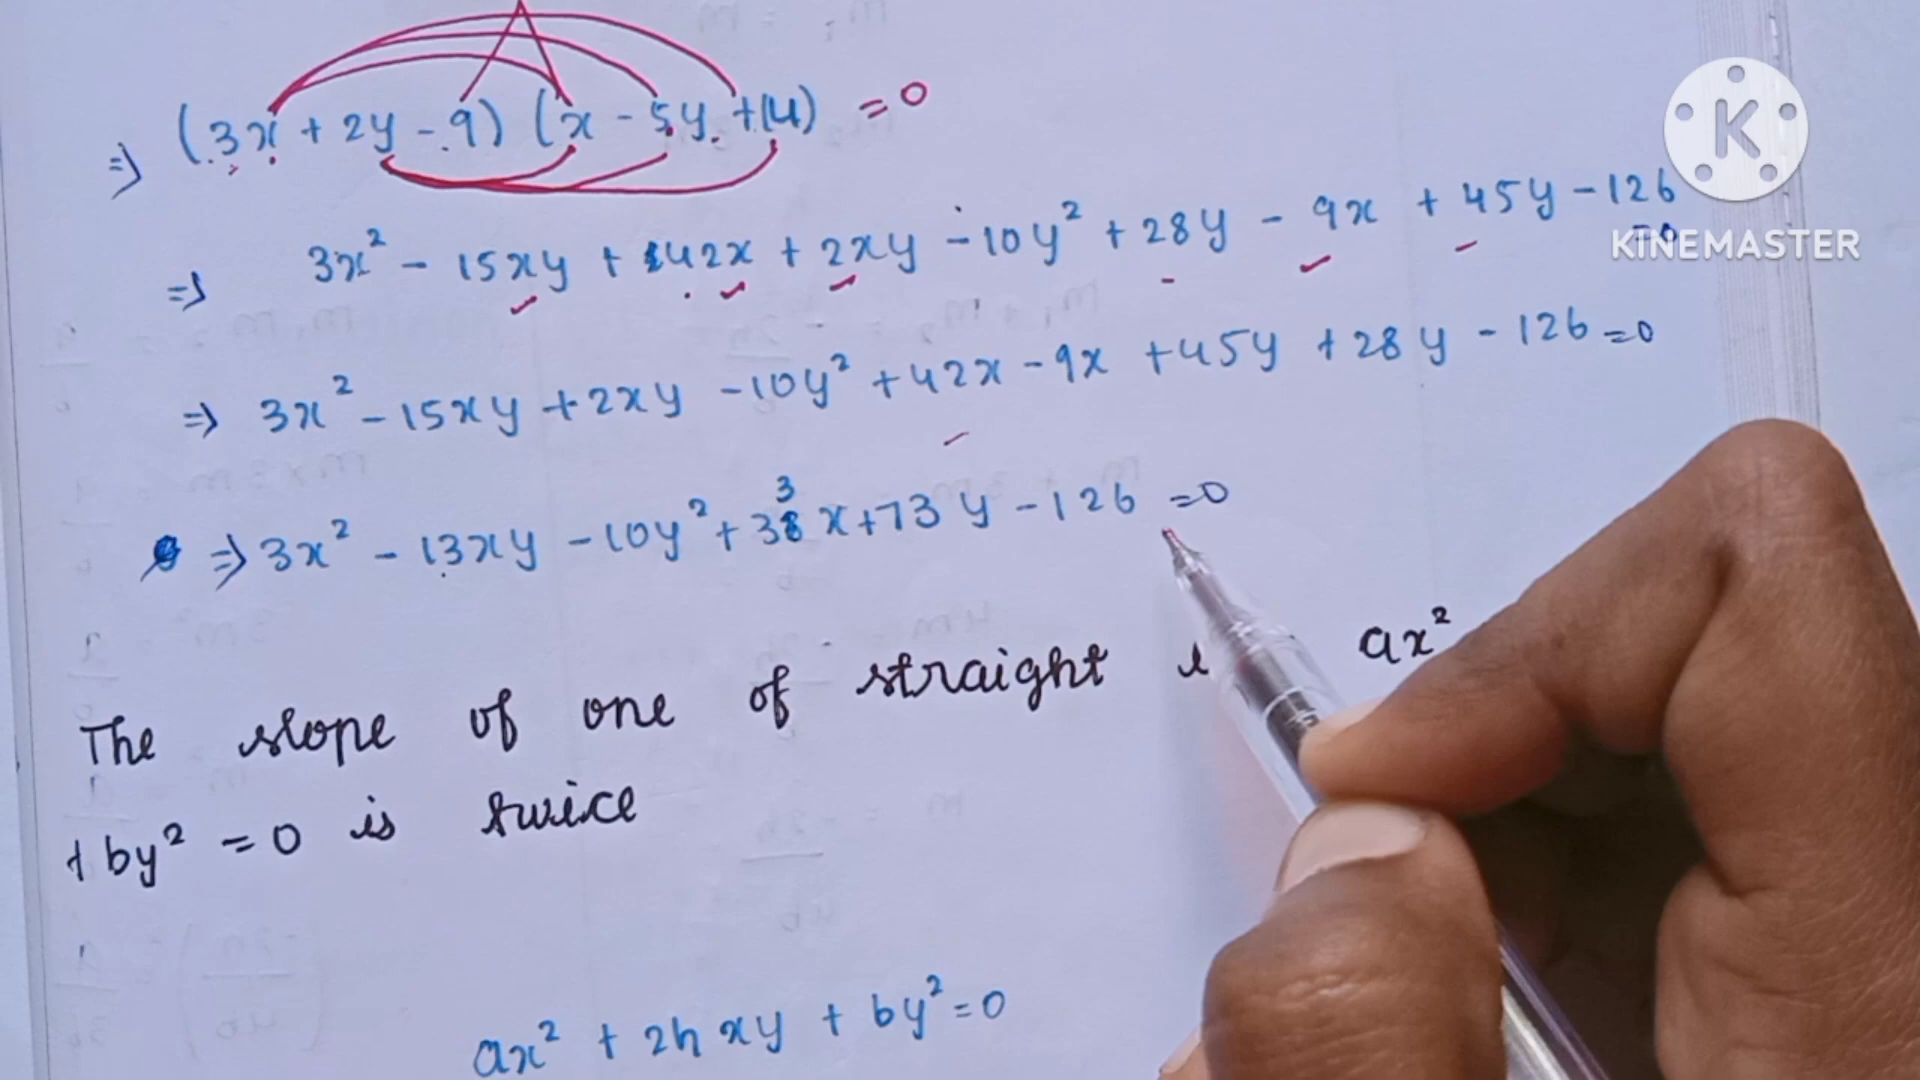 ⇒ (3x + 2y - 9) (x - 5y + 14) = 0
⇒ 3x² - 15xy + 42x + 2xy - 10y² + 28y - 9x + 45y - 126 = 0
K
KINEMASTER
⇒ 3x² - 15xy + 2xy - 10y² + 42x - 9x + 45y + 28y - 126 = 0
⇒ 3x² - 13xy - 10y² + 33x + 73y - 126 = 0
The slope of one of straight ax²
+ by² = 0 is twice
ax² + 2hxy + by² = 0